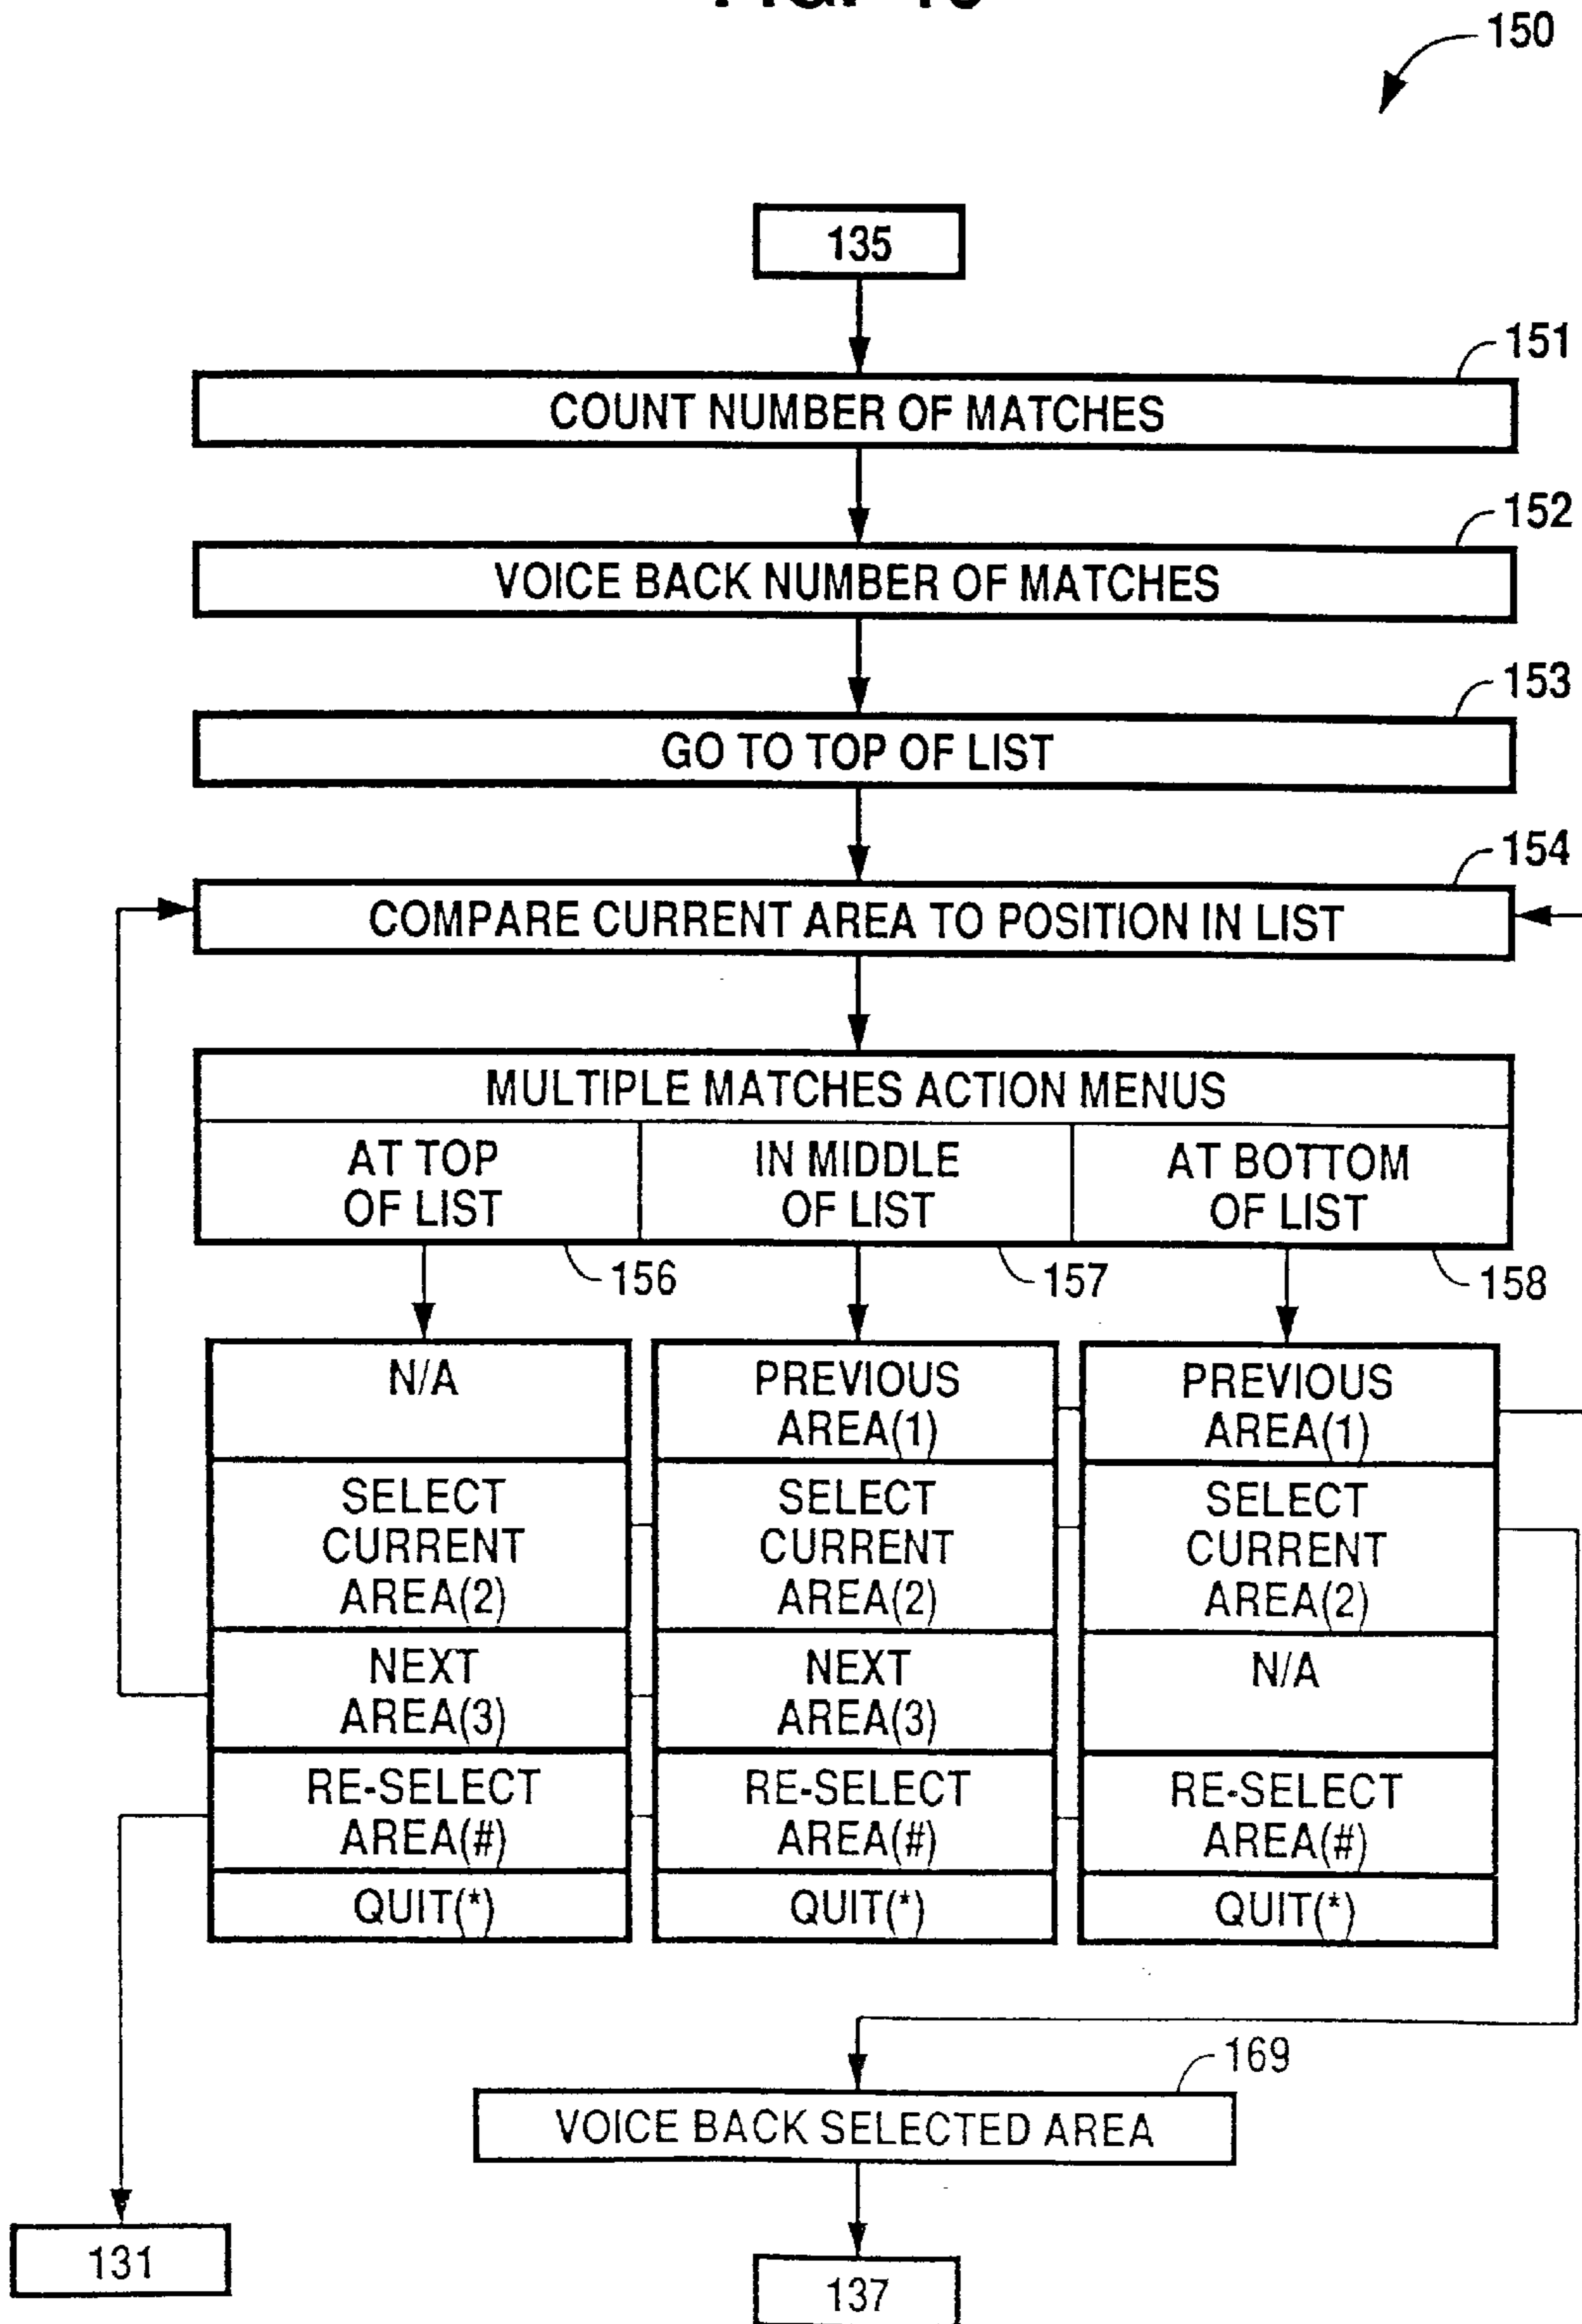 150
135
151
COUNT NUMBER OF MATCHES
152
VOICE BACK NUMBER OF MATCHES
153
GO TO TOP OF LIST
154
COMPARE CURRENT AREA TO POSITION IN LIST
MULTIPLE MATCHES ACTION MENUS
AT TOP
OF LIST
IN MIDDLE
OF LIST
AT BOTTOM
OF LIST
156
157
158
N/A
SELECT
CURRENT
AREA(2)
NEXT
AREA(3)
RE-SELECT
AREA(#)
QUIT(*)
PREVIOUS
AREA(1)
SELECT
CURRENT
AREA(2)
NEXT
AREA(3)
RE-SELECT
AREA(#)
QUIT(*)
PREVIOUS
AREA(1)
SELECT
CURRENT
AREA(2)
N/A
RE-SELECT
AREA(#)
QUIT(*)
169
VOICE BACK SELECTED AREA
131
137